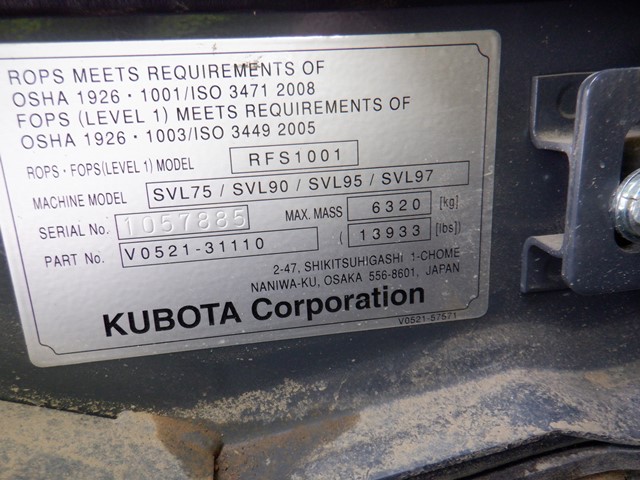 ROPS MEETS REQUIREMENTS OF
OSHA 1926・1001/ISO 3471 2008
FOPS (LEVEL 1) MEETS REQUIREMENTS OF
OSHA 1926・1003/ISO 3449 2005
ROPS・FOPS(LEVEL 1) MODEL RFS1001
MACHINE MODEL SVL75 / SVL90 / SVL95 / SVL97
SERIAL No. 1057885 MAX. MASS 6320 [kg]
PART No. V0521-31110 ( 13933 [lbs])
2-47, SHIKITSUHIGASHI 1-CHOME
NANIWA-KU, OSAKA 556-8601, JAPAN
KUBOTA Corporation
V0521-57571